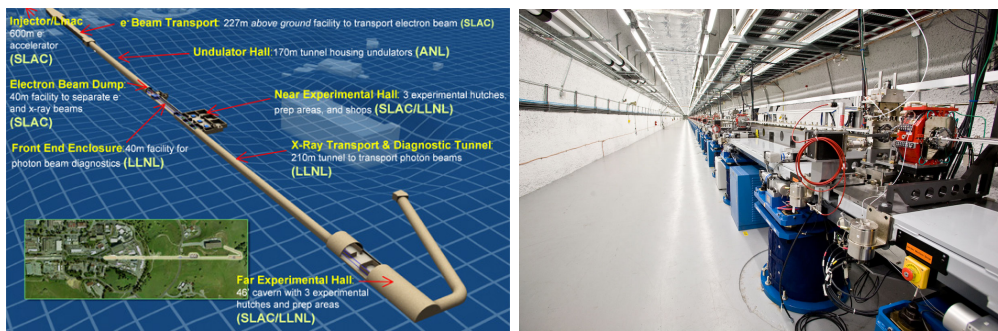 Injector/Linac
600m e-
accelerator
(SLAC)
e- Beam Transport: 227m above ground facility to transport electron beam (SLAC)
Undulator Hall: 170m tunnel housing undulators (ANL)
Electron Beam Dump:
40m facility to separate e-
and x-ray beams
(SLAC)
Near Experimental Hall: 3 experimental hutches,
prep areas, and shops (SLAC/LLNL)
Front End Enclosure: 40m facility for
photon beam diagnostics (LLNL)
X-Ray Transport & Diagnostic Tunnel:
210m tunnel to transport photon beams
(LLNL)
Far Experimental Hall:
46' cavern with 3 experimental
hutches and prep areas
(SLAC/LLNL)